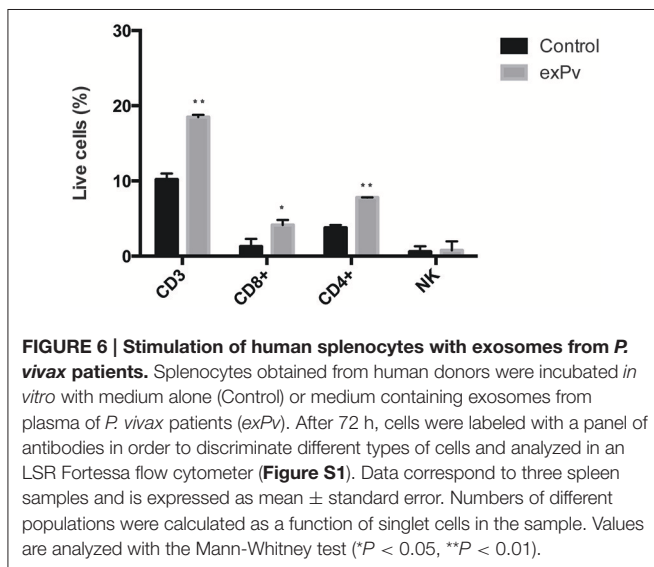 30
20
10
0
Live cells (%)
**
*
**
CD3
CD8+
CD4+
NK
Control
exPv
FIGURE 6 | Stimulation of human splenocytes with exosomes from P.
vivax patients. Splenocytes obtained from human donors were incubated in
vitro with medium alone (Control) or medium containing exosomes from
plasma of P. vivax patients (exPv). After 72 h, cells were labeled with a panel of
antibodies in order to discriminate different types of cells and analyzed in an
LSR Fortessa flow cytometer (Figure S1). Data correspond to three spleen
samples and is expressed as mean ± standard error. Numbers of different
populations were calculated as a function of singlet cells in the sample. Values
are analyzed with the Mann-Whitney test (*P < 0.05, **P < 0.01).